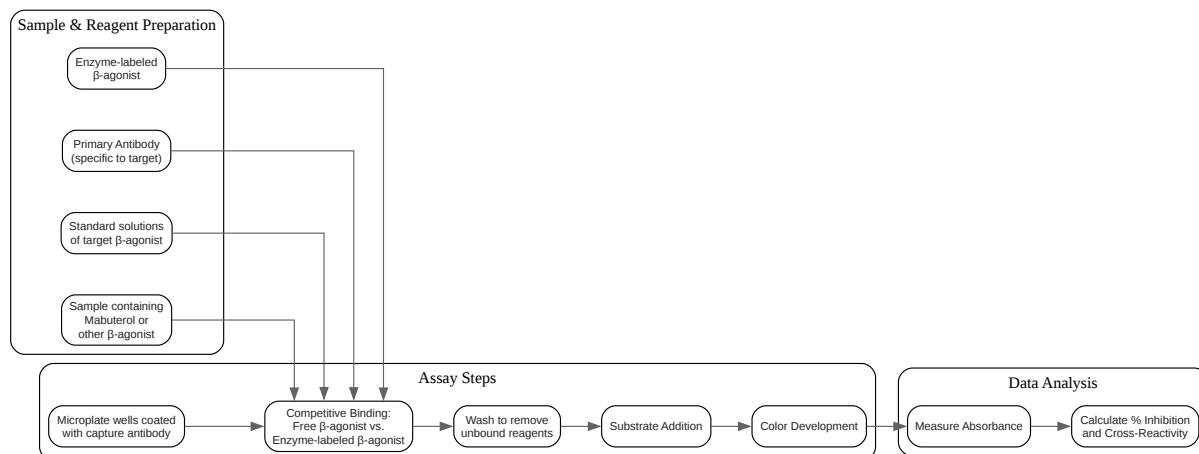 Sample & Reagent Preparation
Enzyme-labeled
β-agonist
Primary Antibody
(specific to target)
Standard solutions
of target β-agonist
Sample containing
Mabuterol or
other β-agonist
Assay Steps
Microplate wells coated
with capture antibody
Competitive Binding:
Free β-agonist vs.
Enzyme-labeled β-agonist
Wash to remove
unbound reagents
Substrate Addition
Color Development
Data Analysis
Measure Absorbance
Calculate % Inhibition
and Cross-Reactivity